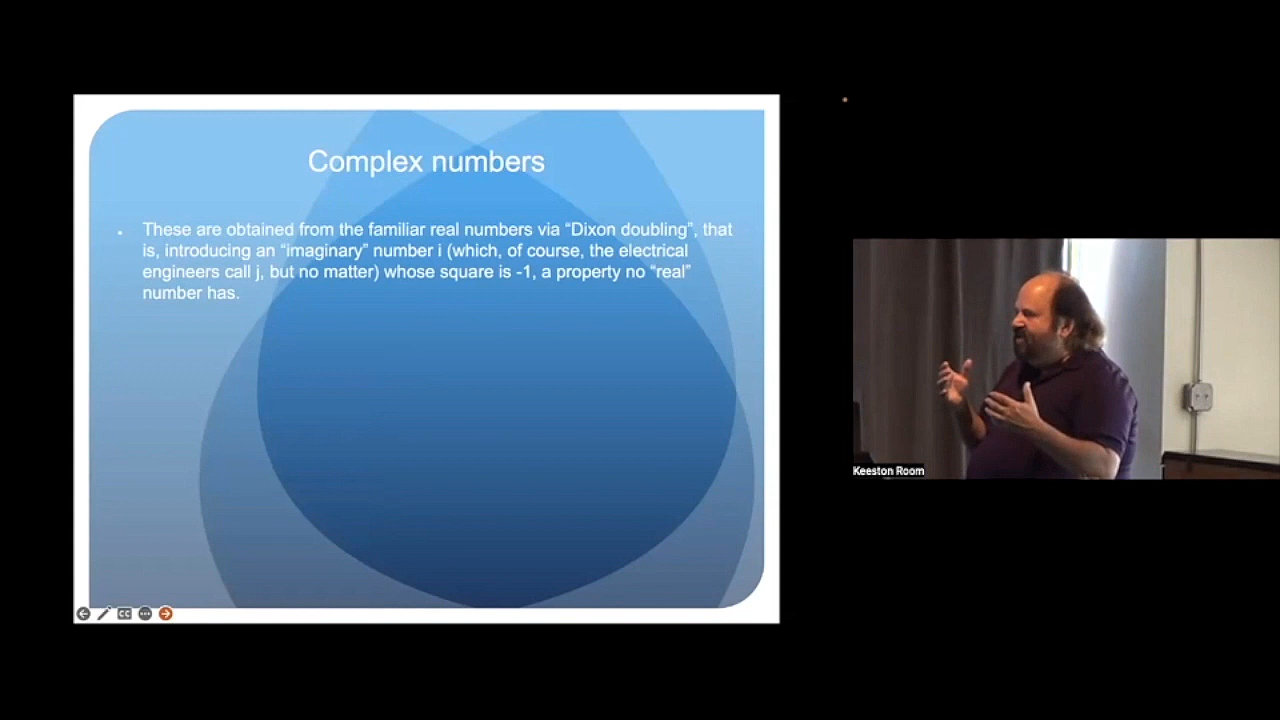 Complex numbers
These are obtained from the familiar real numbers via “Dixon doubling”, that
is, introducing an “imaginary” number i (which, of course, the electrical
engineers call j, but no matter) whose square is -1, a property no “real”
number has.
CC
Keeston Room